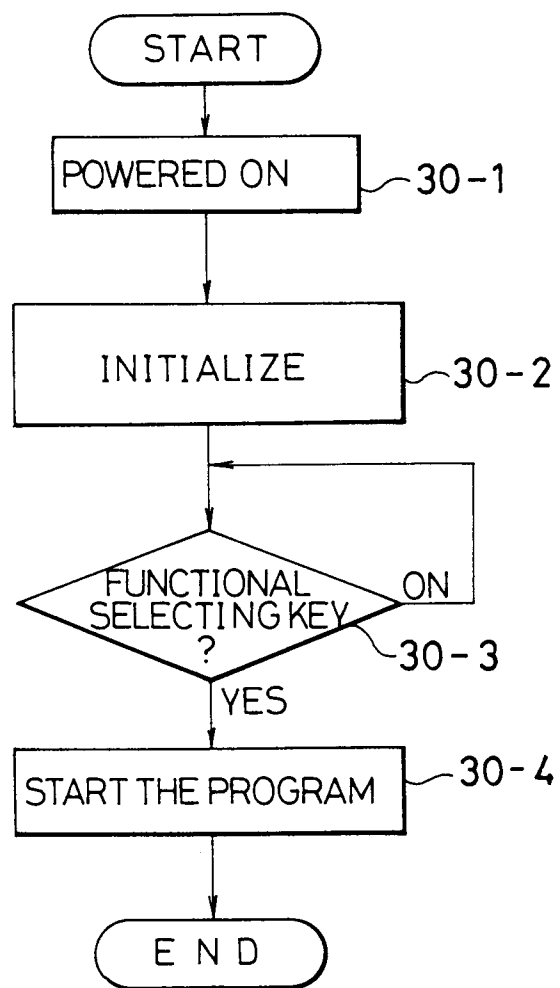 START
POWERED ON
30-1
INITIALIZE
30-2
FUNCTIONAL
SELECTING KEY
?
ON
30-3
YES
START THE PROGRAM
30-4
END